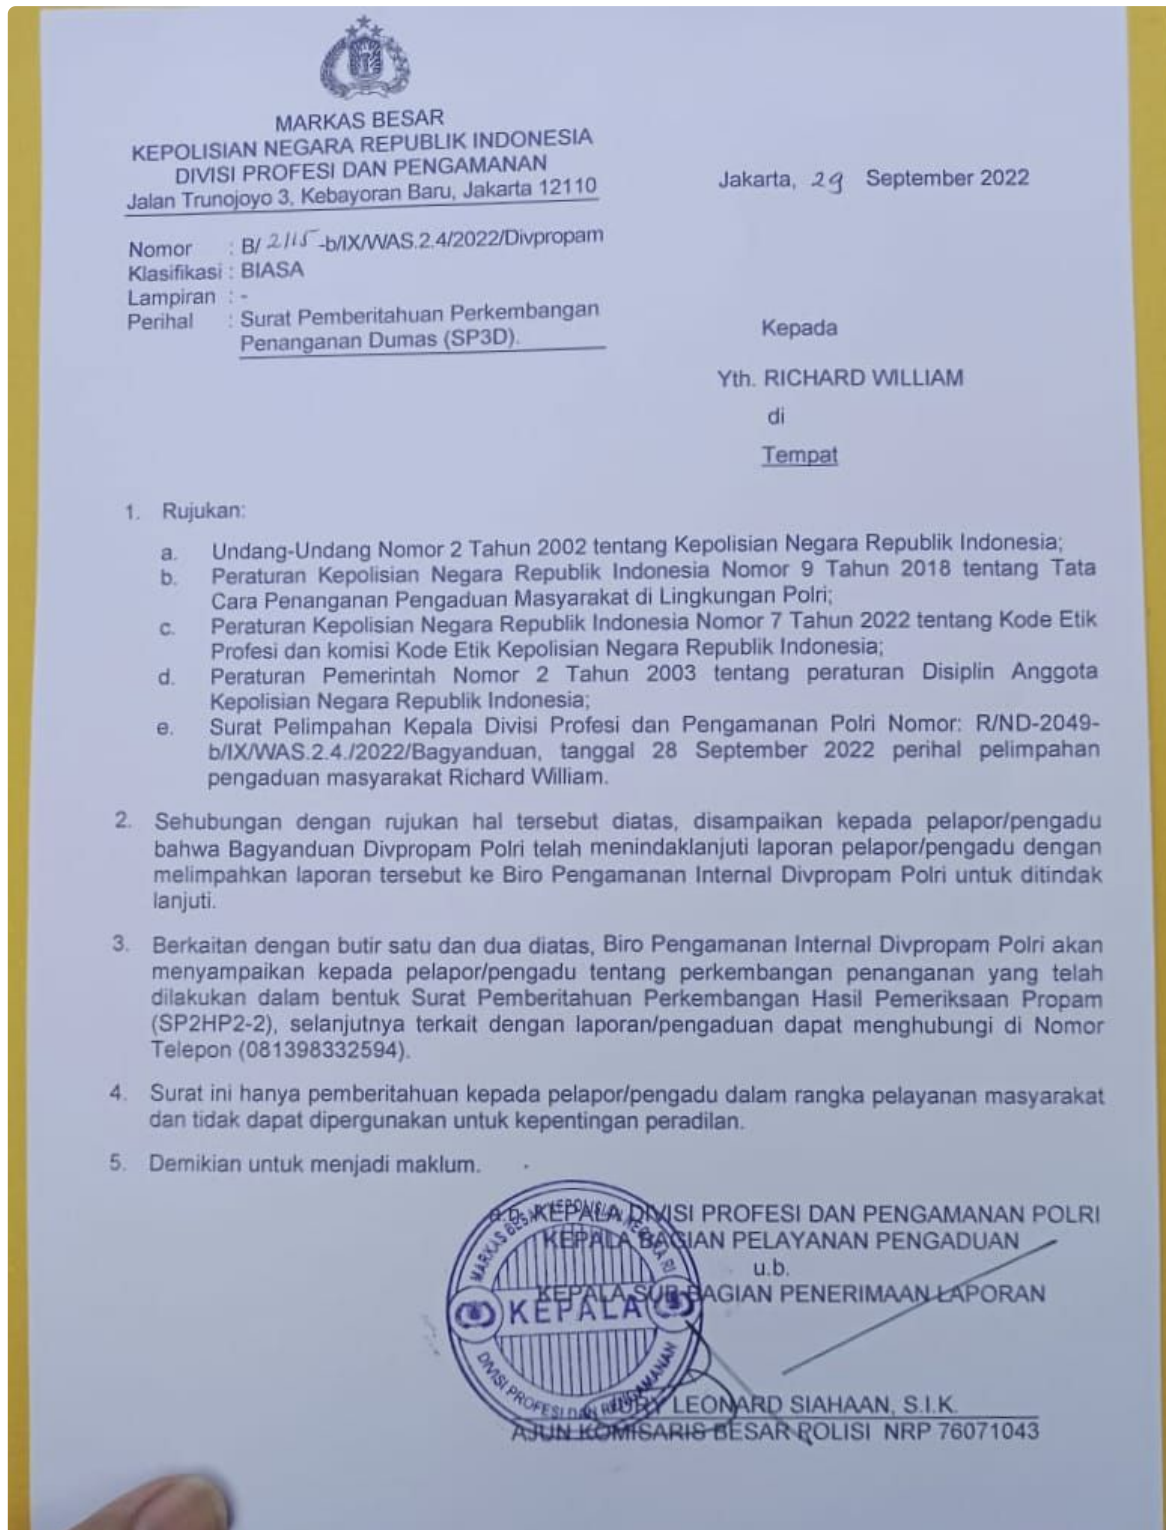 MARKAS BESAR
KEPOLISIAN NEGARA REPUBLIK INDONESIA
DIVISI PROFESI DAN PENGAMANAN
Jalan Trunojoyo 3, Kebayoran Baru, Jakarta 12110
Jakarta, 29 September 2022
Nomor : B/ 2115 -b/IX/WAS.2.4/2022/Divpropam
Klasifikasi : BIASA
Lampiran : -
Perihal : Surat Pemberitahuan Perkembangan
Penanganan Dumas (SP3D).
Kepada
Yth. RICHARD WILLIAM
di
Tempat
1. Rujukan:
a. Undang-Undang Nomor 2 Tahun 2002 tentang Kepolisian Negara Republik Indonesia;
b. Peraturan Kepolisian Negara Republik Indonesia Nomor 9 Tahun 2018 tentang Tata
Cara Penanganan Pengaduan Masyarakat di Lingkungan Polri;
c. Peraturan Kepolisian Negara Republik Indonesia Nomor 7 Tahun 2022 tentang Kode Etik
Profesi dan komisi Kode Etik Kepolisian Negara Republik Indonesia;
d. Peraturan Pemerintah Nomor 2 Tahun 2003 tentang peraturan Disiplin Anggota
Kepolisian Negara Republik Indonesia;
e. Surat Pelimpahan Kepala Divisi Profesi dan Pengamanan Polri Nomor: R/ND-2049-
b/IX/WAS.2.4./2022/Bagyanduan, tanggal 28 September 2022 perihal pelimpahan
pengaduan masyarakat Richard William.
2. Sehubungan dengan rujukan hal tersebut diatas, disampaikan kepada pelapor/pengadu
bahwa Bagyanduan Divpropam Polri telah menindaklanjuti laporan pelapor/pengadu dengan
melimpahkan laporan tersebut ke Biro Pengamanan Internal Divpropam Polri untuk ditindak
lanjuti.
3. Berkaitan dengan butir satu dan dua diatas, Biro Pengamanan Internal Divpropam Polri akan
menyampaikan kepada pelapor/pengadu tentang perkembangan penanganan yang telah
dilakukan dalam bentuk Surat Pemberitahuan Perkembangan Hasil Pemeriksaan Propam
(SP2HP2-2), selanjutnya terkait dengan laporan/pengaduan dapat menghubungi di Nomor
Telepon (081398332594).
4. Surat ini hanya pemberitahuan kepada pelapor/pengadu dalam rangka pelayanan masyarakat
dan tidak dapat dipergunakan untuk kepentingan peradilan.
5. Demikian untuk menjadi maklum.
KEPALA DIVISI PROFESI DAN PENGAMANAN POLRI
KEPALA BAGIAN PELAYANAN PENGADUAN
u.b.
KEPALA SUB BAGIAN PENERIMAAN LAPORAN
MARKAS BESAR KEPOLISIAN NEGARA RI
KEPALA
DIVISI PROFESI DAN PENGAMANAN
LEONARD SIAHAAN, S.I.K.
AJUN KOMISARIS BESAR POLISI NRP 76071043